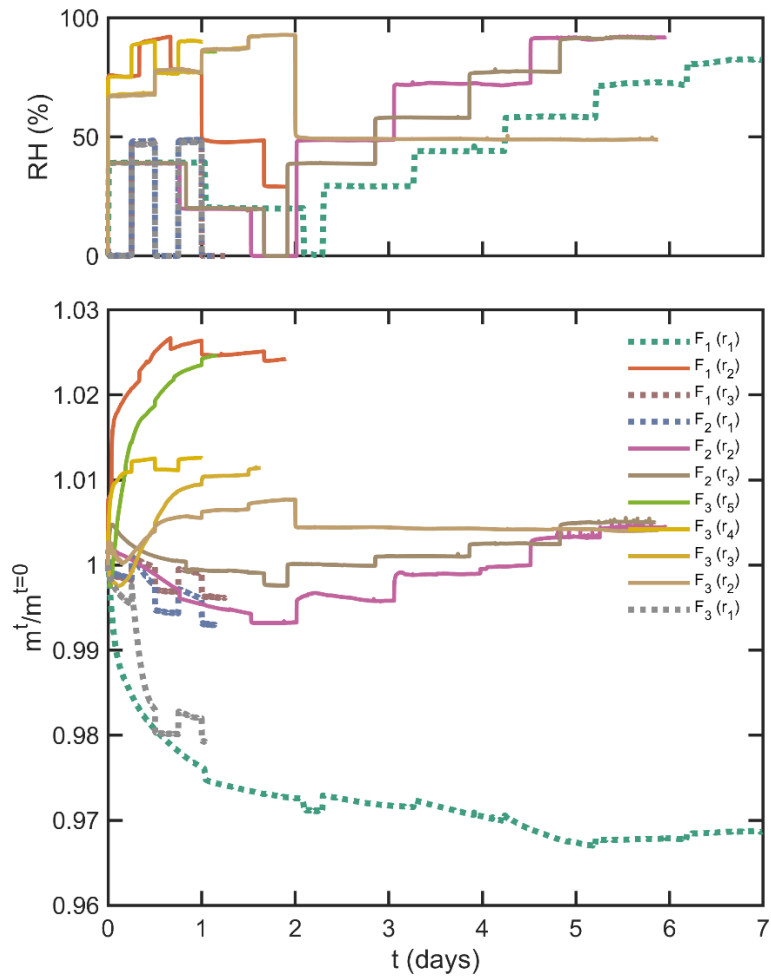 100
50
0
RH (%)
1.03
1.02
1.01
1
0.99
0.98
0.97
0.96
m^t/m^t=0
F₁ (r₁)
F₁ (r₂)
F₁ (r₃)
F₂ (r₁)
F₂ (r₂)
F₂ (r₃)
F₃ (r₅)
F₃ (r₄)
F₃ (r₃)
F₃ (r₂)
F₃ (r₁)
0 1 2 3 4 5 6 7
t (days)